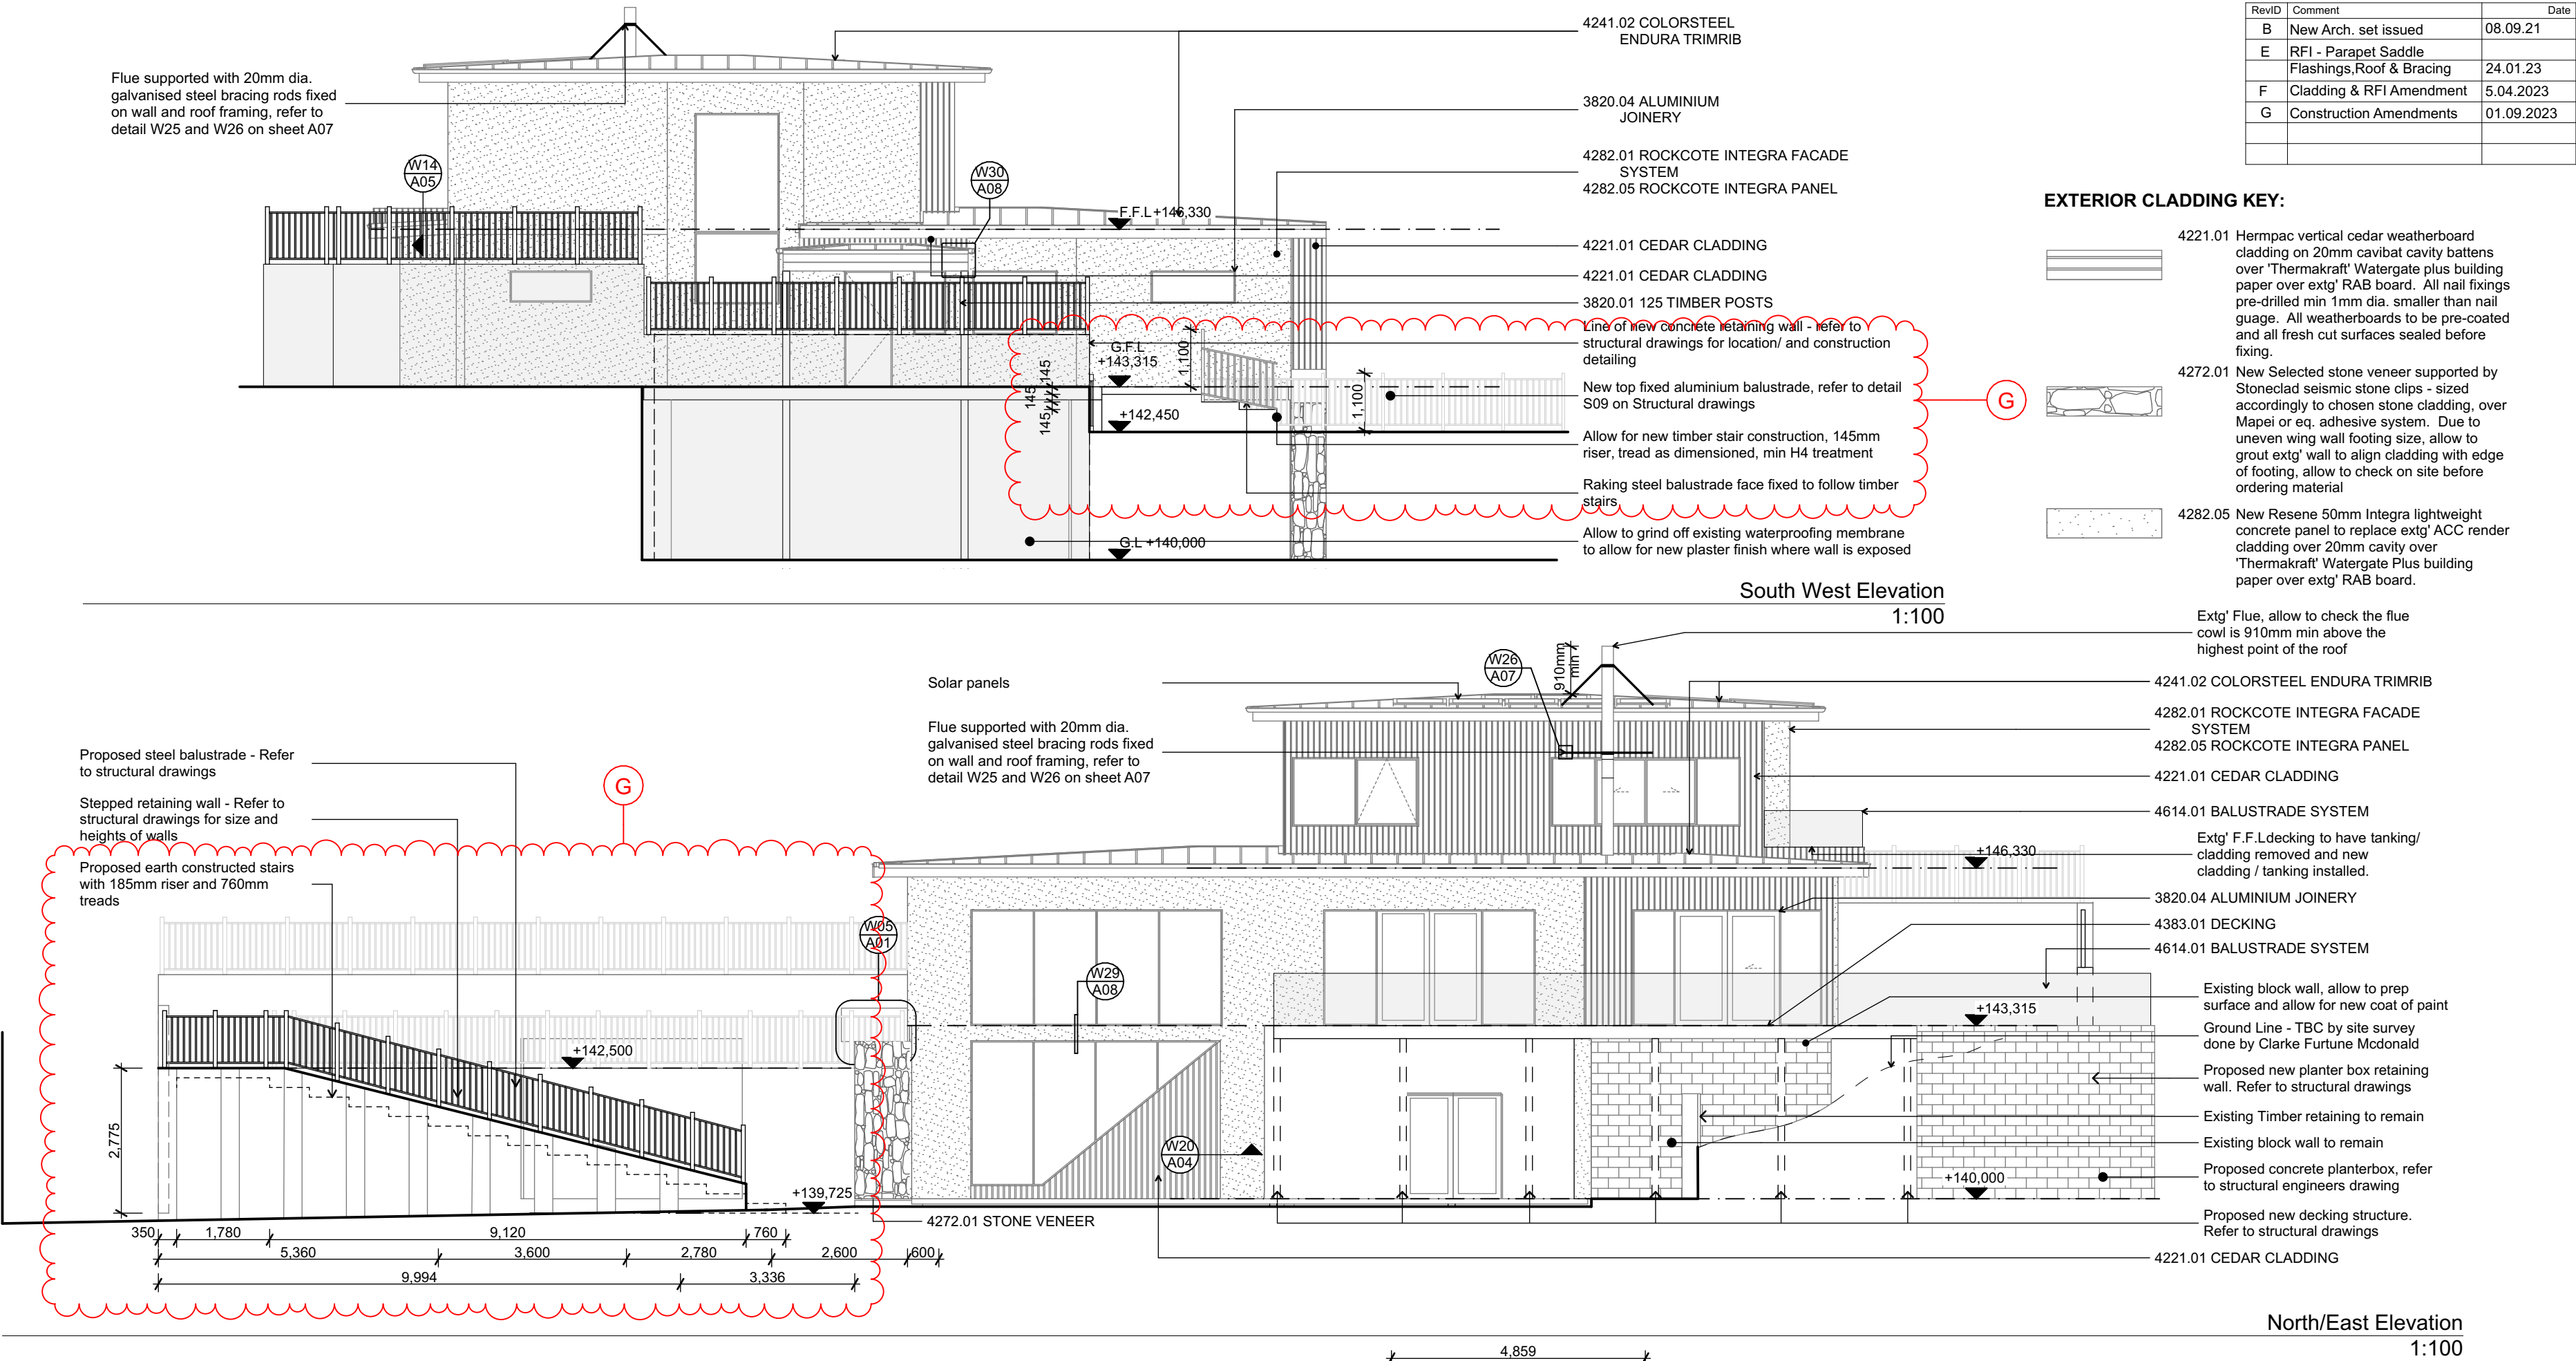 RevID Comment Date
B New Arch. set issued 08.09.21
E RFI - Parapet Saddle
Flashings,Roof & Bracing 24.01.23
F Cladding & RFI Amendment 5.04.2023
G Construction Amendments 01.09.2023
Flue supported with 20mm dia.
galvanised steel bracing rods fixed
on wall and roof framing, refer to
detail W25 and W26 on sheet A07
W14
A05
W30
A08
F.F.L+146,330
G.F.L
+143,315
1,100
145
145
145
+142,450
1,100
G.L +140,000
4241.02 COLORSTEEL
ENDURA TRIMRIB
3820.04 ALUMINIUM
JOINERY
4282.01 ROCKCOTE INTEGRA FACADE
SYSTEM
4282.05 ROCKCOTE INTEGRA PANEL
4221.01 CEDAR CLADDING
4221.01 CEDAR CLADDING
3820.01 125 TIMBER POSTS
Line of new concrete retaining wall - refer to
structural drawings for location/ and construction
detailing
New top fixed aluminium balustrade, refer to detail
S09 on Structural drawings
Allow for new timber stair construction, 145mm
riser, tread as dimensioned, min H4 treatment
Raking steel balustrade face fixed to follow timber
stairs
Allow to grind off existing waterproofing membrane
to allow for new plaster finish where wall is exposed
G
EXTERIOR CLADDING KEY:
4221.01 Hermpac vertical cedar weatherboard
cladding on 20mm cavibat cavity battens
over 'Thermakraft' Watergate plus building
paper over extg' RAB board. All nail fixings
pre-drilled min 1mm dia. smaller than nail
guage. All weatherboards to be pre-coated
and all fresh cut surfaces sealed before
fixing.
4272.01 New Selected stone veneer supported by
Stoneclad seismic stone clips - sized
accordingly to chosen stone cladding, over
Mapei or eq. adhesive system. Due to
uneven wing wall footing size, allow to
grout extg' wall to align cladding with edge
of footing, allow to check on site before
ordering material
4282.05 New Resene 50mm Integra lightweight
concrete panel to replace extg' ACC render
cladding over 20mm cavity over
'Thermakraft' Watergate Plus building
paper over extg' RAB board.
South West Elevation
1:100
Solar panels
Flue supported with 20mm dia.
galvanised steel bracing rods fixed
on wall and roof framing, refer to
detail W25 and W26 on sheet A07
W26
A07
910mm
min
Proposed steel balustrade - Refer
to structural drawings
Stepped retaining wall - Refer to
structural drawings for size and
heights of walls
Proposed earth constructed stairs
with 185mm riser and 760mm
treads
G
W05
A01
W29
A08
W20
A04
+142,500
2,775
+139,725
350 1,780 9,120 760
5,360 3,600 2,780 2,600 600
9,994 3,336
4272.01 STONE VENEER
+146,330
+143,315
+140,000
Extg' Flue, allow to check the flue
cowl is 910mm min above the
highest point of the roof
4241.02 COLORSTEEL ENDURA TRIMRIB
4282.01 ROCKCOTE INTEGRA FACADE
SYSTEM
4282.05 ROCKCOTE INTEGRA PANEL
4221.01 CEDAR CLADDING
4614.01 BALUSTRADE SYSTEM
Extg' F.F.Ldecking to have tanking/
cladding removed and new
cladding / tanking installed.
3820.04 ALUMINIUM JOINERY
4383.01 DECKING
4614.01 BALUSTRADE SYSTEM
Existing block wall, allow to prep
surface and allow for new coat of paint
Ground Line - TBC by site survey
done by Clarke Furtune Mcdonald
Proposed new planter box retaining
wall. Refer to structural drawings
Existing Timber retaining to remain
Existing block wall to remain
Proposed concrete planterbox, refer
to structural engineers drawing
Proposed new decking structure.
Refer to structural drawings
4221.01 CEDAR CLADDING
North/East Elevation
1:100
4,859